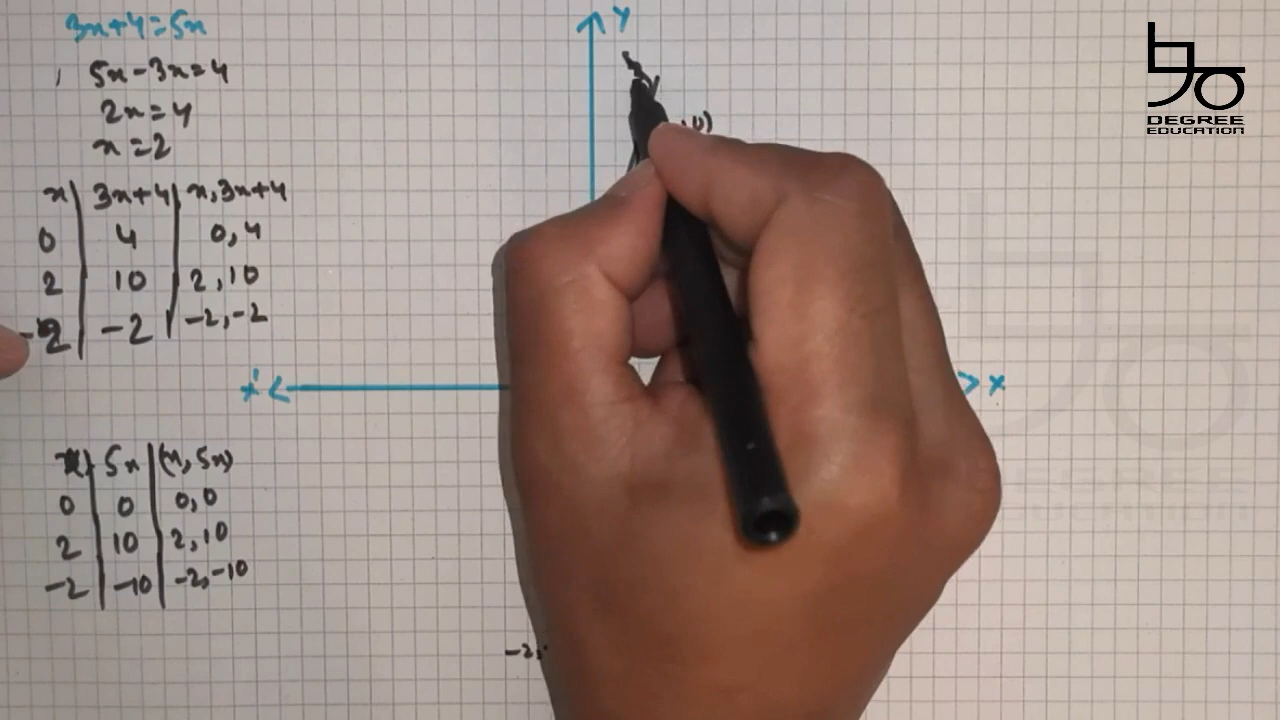 3x+4=5x
5x-3x=4
2x=4
x=2
x 3x+4 x,3x+4
0 4 0,4
2 10 2,10
-2 -2 -2,-2
x 5x (x,5x)
0 0 0,0
2 10 2,10
-2 -10 -2,-10
Y
x' x
DEGREE
EDUCATION